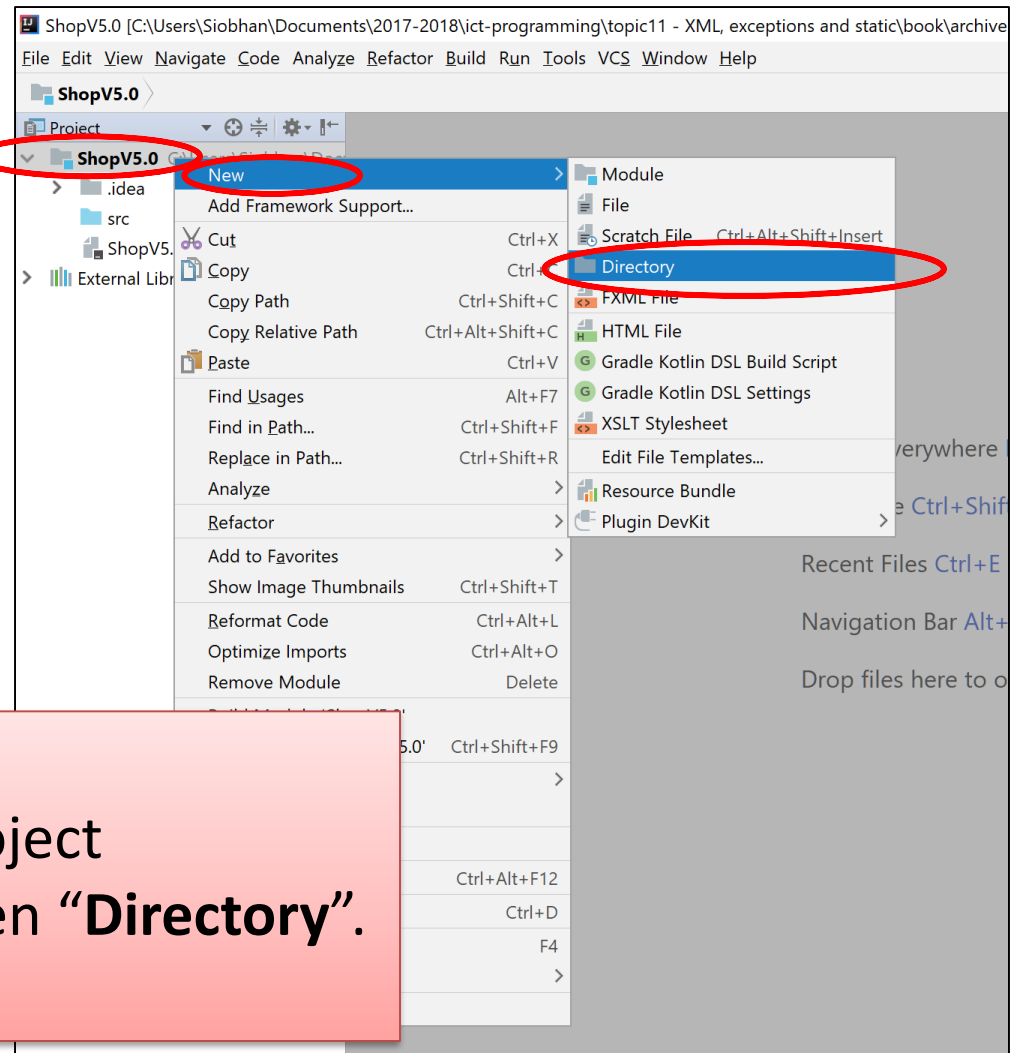 ShopV5.0 [C:\Users\Siobhan\Documents\2017-2018\ict-programming\topic11 - XML, exceptions and static\book\archive
File Edit View Navigate Code Analyze Refactor Build Run Tools VCS Window Help
ShopV5.0
Project
ShopV5.0
.idea
src
ShopV5.
External Libr
New
Add Framework Support...
Cut Ctrl+X
Copy Ctrl+
Copy Path Ctrl+Shift+C
Copy Relative Path Ctrl+Alt+Shift+C
Paste Ctrl+V
Find Usages Alt+F7
Find in Path... Ctrl+Shift+F
Replace in Path... Ctrl+Shift+R
Analyze
Refactor
Add to Favorites
Show Image Thumbnails Ctrl+Shift+T
Reformat Code Ctrl+Alt+L
Optimize Imports Ctrl+Alt+O
Remove Module Delete
5.0' Ctrl+Shift+F9
Ctrl+Alt+F12
Ctrl+D
F4
Module
File
Scratch File Ctrl+Alt+Shift+Insert
Directory
FXML File
HTML File
Gradle Kotlin DSL Build Script
Gradle Kotlin DSL Settings
XSLT Stylesheet
Edit File Templates...
Resource Bundle
Plugin DevKit
verywhere
e Ctrl+Shif
Recent Files Ctrl+E
Navigation Bar Alt+
Drop files here to o
ject
en “Directory”.